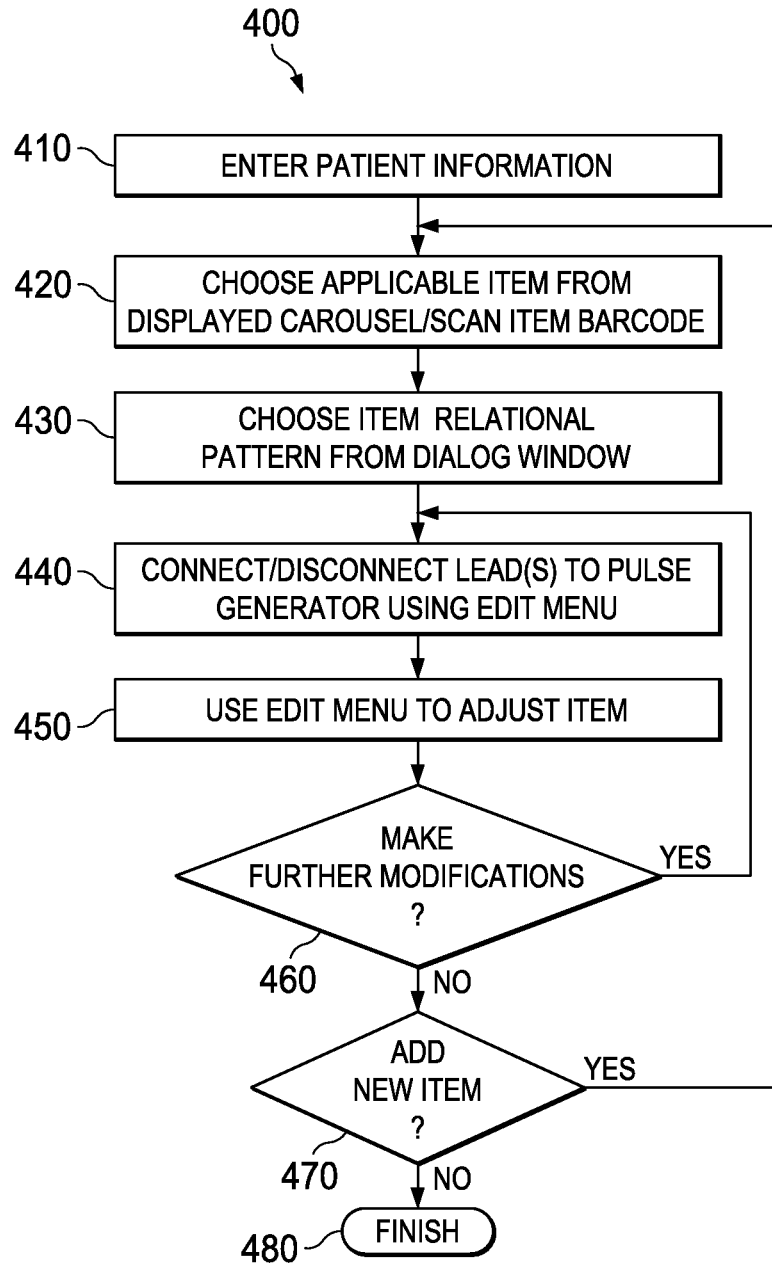 400
410
ENTER PATIENT INFORMATION
420
CHOOSE APPLICABLE ITEM FROM
DISPLAYED CAROUSEL/SCAN ITEM BARCODE
430
CHOOSE ITEM RELATIONAL
PATTERN FROM DIALOG WINDOW
440
CONNECT/DISCONNECT LEAD(S) TO PULSE
GENERATOR USING EDIT MENU
450
USE EDIT MENU TO ADJUST ITEM
MAKE
FURTHER MODIFICATIONS
?
YES
460
NO
ADD
NEW ITEM
?
YES
470
NO
480
FINISH